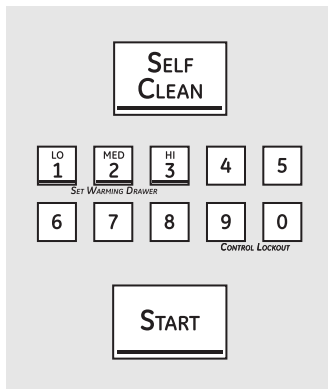 SELF
CLEAN
LO MED HI
1 2 3 4 5
SET WARMING DRAWER
6 7 8 9 0
CONTROL LOCKOUT
START